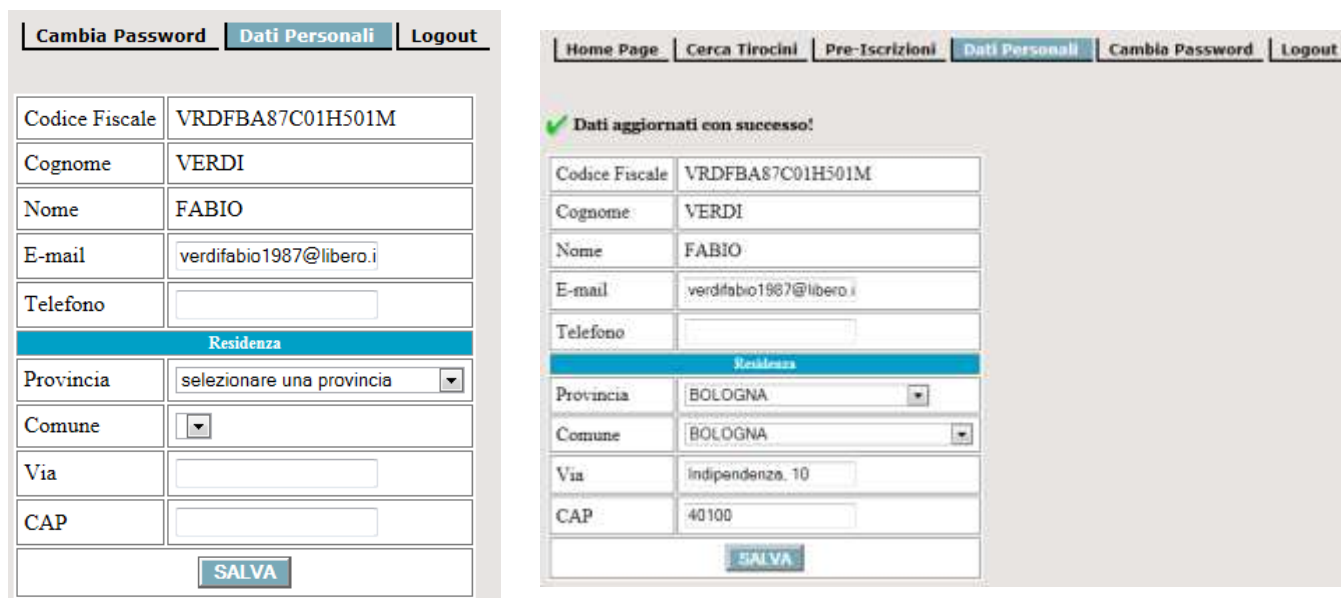 Cambia Password Dati Personali Logout
Codice Fiscale VRDFBA87C01H501M
Cognome VERDI
Nome FABIO
E-mail verdifabio1987@libero.i
Telefono
Residenza
Provincia selezionare una provincia
Comune
Via
CAP
SALVA
Home Page Cerca Tirocini Pre-Iscrizioni Dati Personali Cambia Password Logout
Dati aggiornati con successo!
Codice Fiscale VRDFBA87C01H501M
Cognome VERDI
Nome FABIO
E-mail verdifabio1987@libero.i
Telefono
Residenza
Provincia BOLOGNA
Comune BOLOGNA
Via Indipendenza, 10
CAP 40100
SALVA